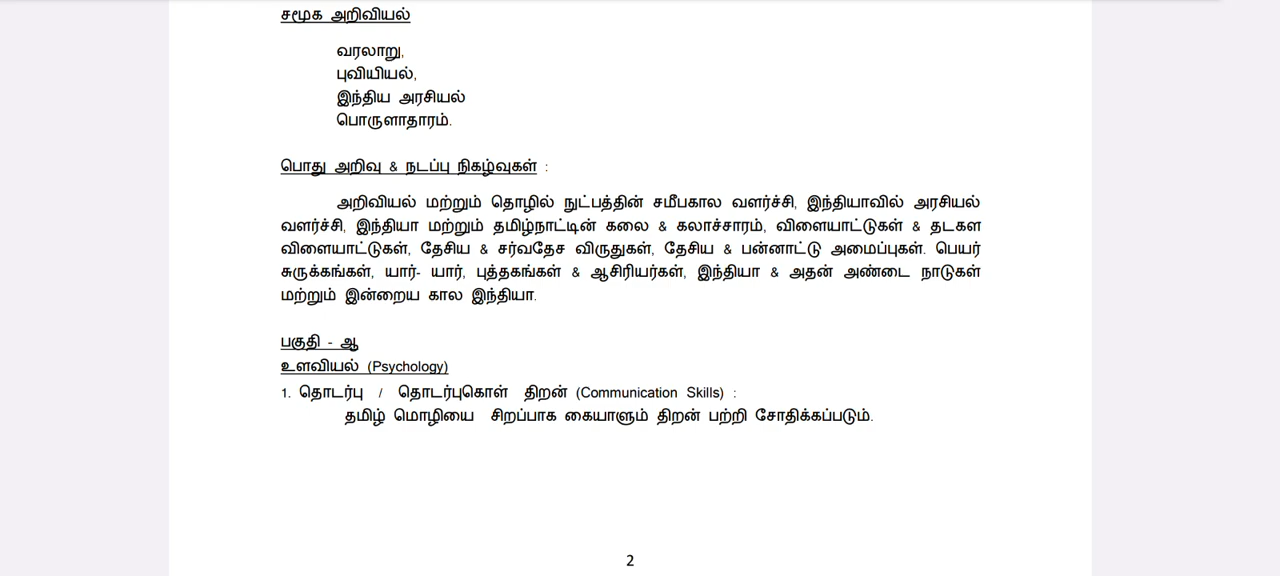 சமூக அறிவியல்
வரலாறு,
புவியியல்,
இந்திய அரசியல்
பொருளாதாரம்.
பொது அறிவு & நடப்பு நிகழ்வுகள் :
அறிவியல் மற்றும் தொழில் நுட்பத்தின் சமீபகால வளர்ச்சி, இந்தியாவில் அரசியல்
வளர்ச்சி, இந்தியா மற்றும் தமிழ்நாட்டின் கலை & கலாச்சாரம், விளையாட்டுகள் & தடகள
விளையாட்டுகள், தேசிய & சர்வதேச விருதுகள், தேசிய & பன்னாட்டு அமைப்புகள். பெயர்
சுருக்கங்கள், யார்- யார், புத்தகங்கள் & ஆசிரியர்கள், இந்தியா & அதன் அண்டை நாடுகள்
மற்றும் இன்றைய கால இந்தியா.
பகுதி - ஆ
உளவியல் (Psychology)
1. தொடர்பு / தொடர்புகொள் திறன் (Communication Skills) :
தமிழ் மொழியை சிறப்பாக கையாளும் திறன் பற்றி சோதிக்கப்படும்.
2